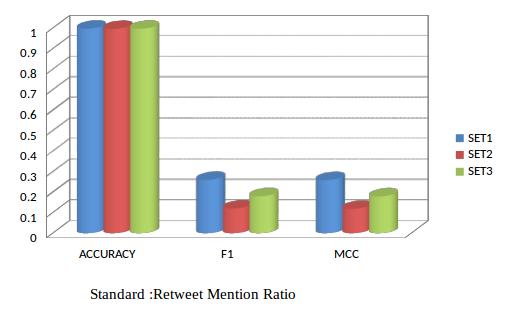 1
0.9
0.8
0.7
0.6
0.5
0.4
0.3
0.2
0.1
0
ACCURACY F1 MCC
SET1
SET2
SET3
Standard :Retweet Mention Ratio